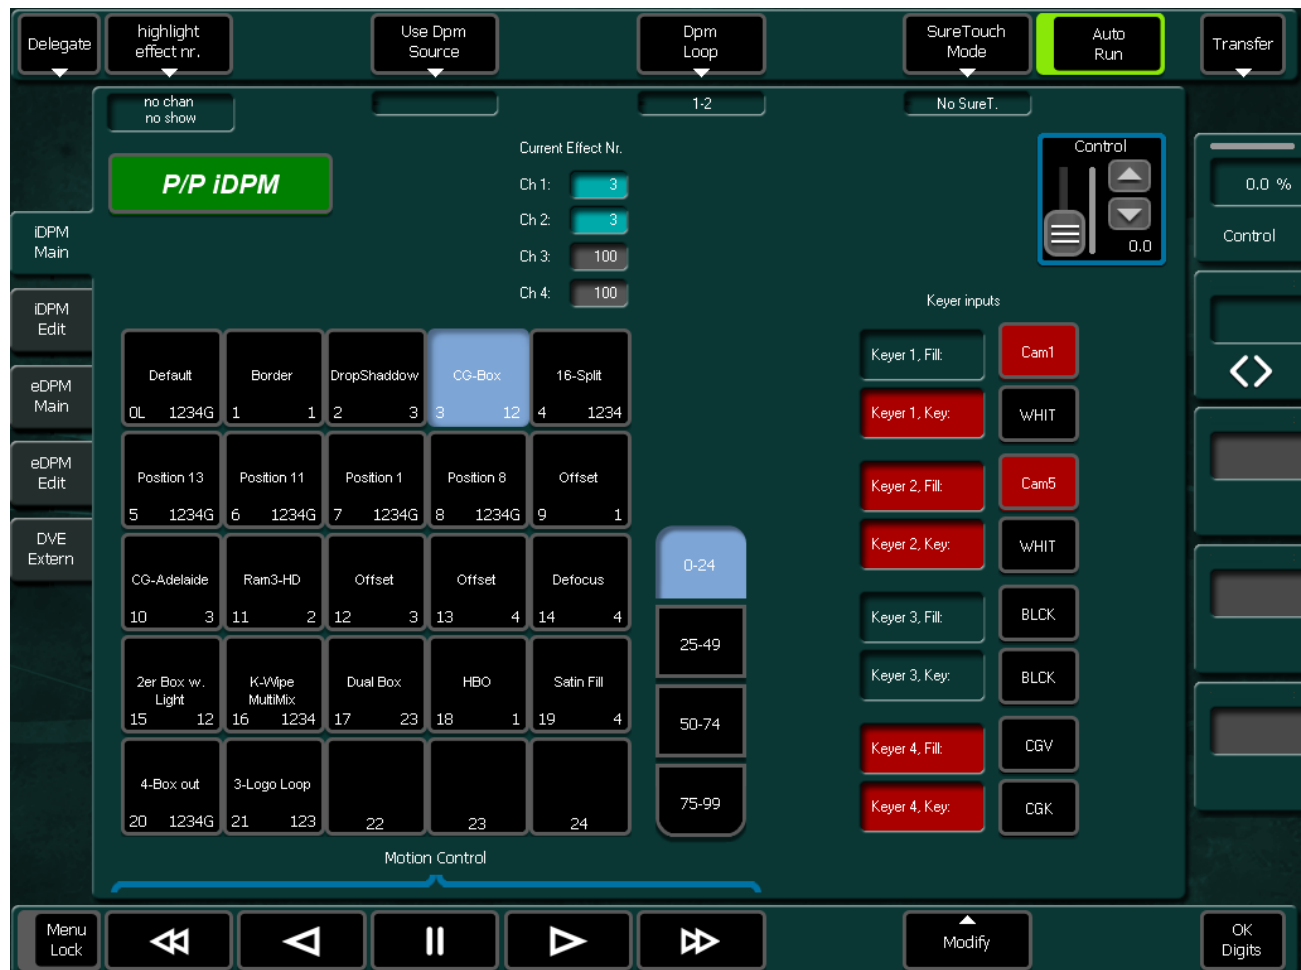 Delegate
highlight
effect nr.
Use Dpm
Source
Dpm
Loop
SureTouch
Mode
Auto
Run
Transfer
no chan
no show
1-2
No SureT.
Current Effect Nr.
Ch 1: 3
Ch 2: 3
Ch 3: 100
Ch 4: 100
P/P iDPM
Control
0.0
0.0 %
Control
iDPM
Main
iDPM
Edit
eDPM
Main
eDPM
Edit
DVE
Extern
Default
0L 1234G
Border
1 1
DropShaddow
2 3
CG-Box
3 12
16-Split
4 1234
Position 13
5 1234G
Position 11
6 1234G
Position 1
7 1234G
Position 8
8 1234G
Offset
9 1
CG-Adelaide
10 3
Ram3-HD
11 2
Offset
12 3
Offset
13 4
Defocus
14 4
2er Box w.
Light
15 12
K-Wipe
MultiMix
16 1234
Dual Box
17 23
HBO
18 1
Satin Fill
19 4
4-Box out
20 1234G
3-Logo Loop
21 123
22
23
24
0-24
25-49
50-74
75-99
Keyer inputs
Keyer 1, Fill: Cam1
Keyer 1, Key: WHIT
Keyer 2, Fill: Cam5
Keyer 2, Key: WHIT
Keyer 3, Fill: BLCK
Keyer 3, Key: BLCK
Keyer 4, Fill: CGV
Keyer 4, Key: CGK
Motion Control
Menu
Lock
Modify
OK
Digits